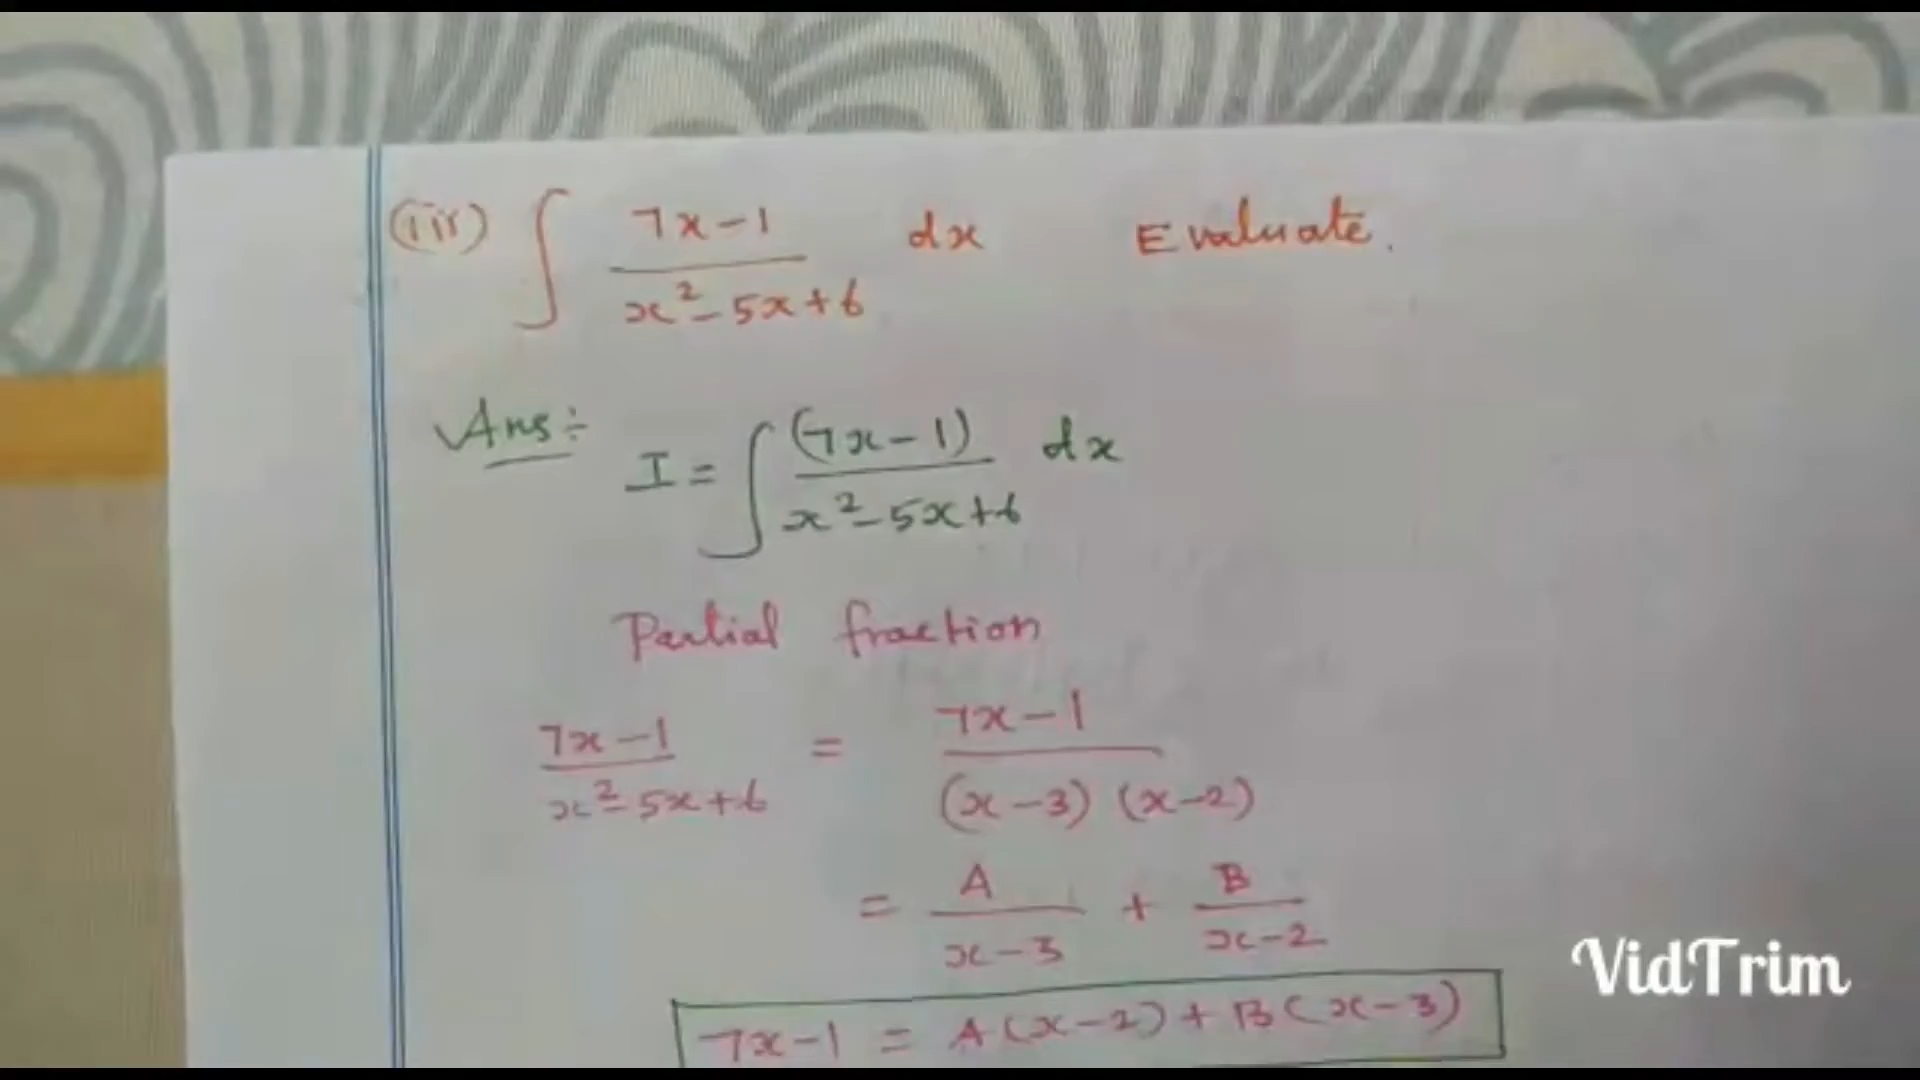 (iii) ∫ 7x-1 / x²-5x+6 dx Evaluate.
Ans÷ I = ∫ (7x-1) / x²-5x+6 dx
Partial fraction
7x-1 / x²-5x+6 = 7x-1 / (x-3) (x-2)
= A / x-3 + B / x-2
7x-1 = A(x-2) + B(x-3)
VidTrim